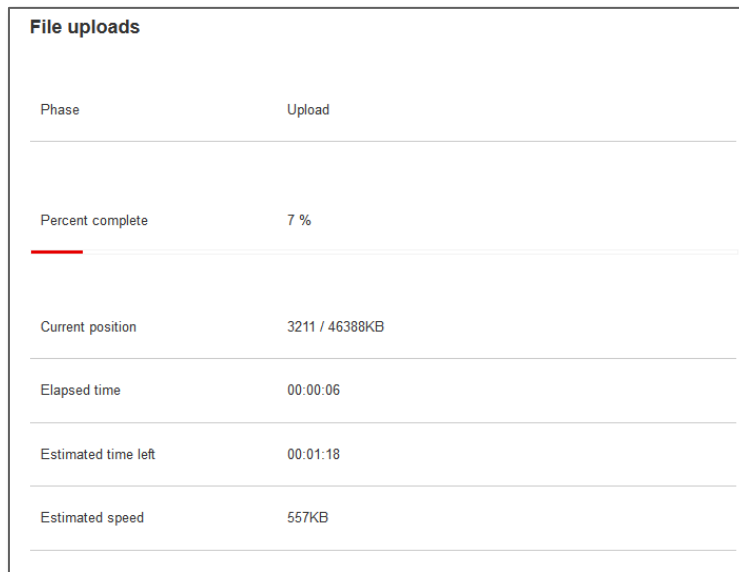 File uploads
Phase Upload
Percent complete 7 %
Current position 3211 / 46388KB
Elapsed time 00:00:06
Estimated time left 00:01:18
Estimated speed 557KB